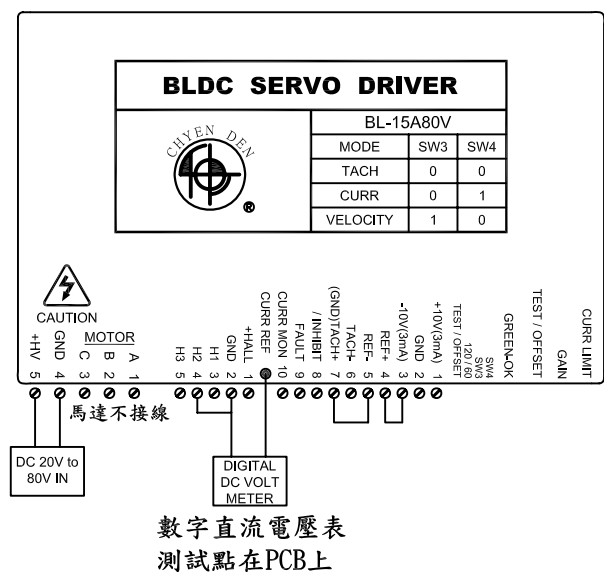 BLDC SERVO DRIVER
CHYEN DEN
®
BL-15A80V
MODE SW3 SW4
TACH 0 0
CURR 0 1
VELOCITY 1 0
CAUTION
MOTOR
+HV 5
GND 4
C 3
B 2
A 1
H3 5
H2 4
H1 3
GND 2
+HALL 1
CURR REF
CURR MON 10
FAULT 9
/ INHIBIT 8
(GND)TACH+ 7
TACH- 6
REF- 5
REF+ 4
-10V(3mA) 3
GND 2
+10V(3mA) 1
TEST / OFFSET
120 / 60
SW3
SW4
GREEN-OK
TEST / OFFSET
GAIN
CURR LIMIT
馬達不接線
DC 20V to
80V IN
DIGITAL
DC VOLT
METER
數字直流電壓表
測試點在PCB上